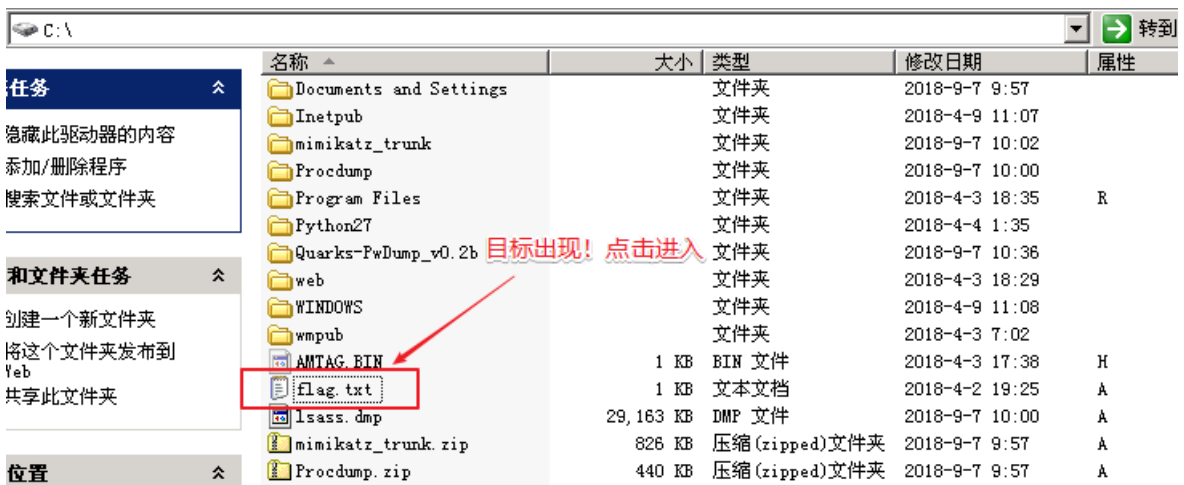 C:\ 转到
名称 大小 类型 修改日期 属性
Documents and Settings 文件夹 2018-9-7 9:57
Inetpub 文件夹 2018-4-9 11:07
mimikatz_trunk 文件夹 2018-9-7 10:02
Procdump 文件夹 2018-9-7 10:00
Program Files 文件夹 2018-4-3 18:35 R
Python27 文件夹 2018-4-4 1:35
Quarks-PwDump_v0.2b 文件夹 2018-9-7 10:36
web 文件夹 2018-4-3 18:29
WINDOWS 文件夹 2018-4-9 11:08
wmpub 文件夹 2018-4-3 7:02
AMTAG.BIN 1 KB BIN 文件 2018-4-3 17:38 H
flag.txt 1 KB 文本文档 2018-4-2 19:25 A
lsass.dmp 29,163 KB DMP 文件 2018-9-7 10:00 A
mimikatz_trunk.zip 826 KB 压缩(zipped)文件夹 2018-9-7 9:57 A
Procdump.zip 440 KB 压缩(zipped)文件夹 2018-9-7 9:57 A
目标出现！点击进入
任务
隐藏此驱动器的内容
添加/删除程序
搜索文件或文件夹
和文件夹任务
创建一个新文件夹
将这个文件夹发布到
Web
共享此文件夹
位置